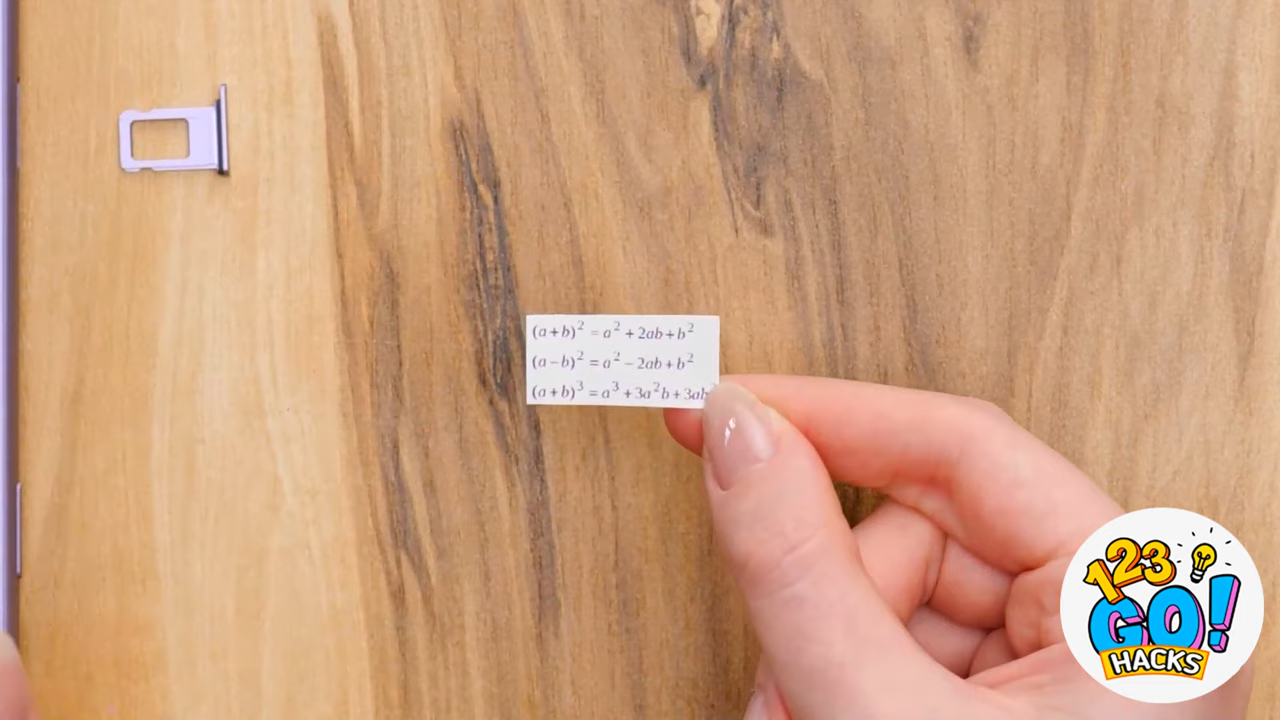 (a+b)² = a² + 2ab + b²
(a−b)² = a² − 2ab + b²
(a+b)³ = a³ + 3a²b + 3ab
123
GO!
HACKS